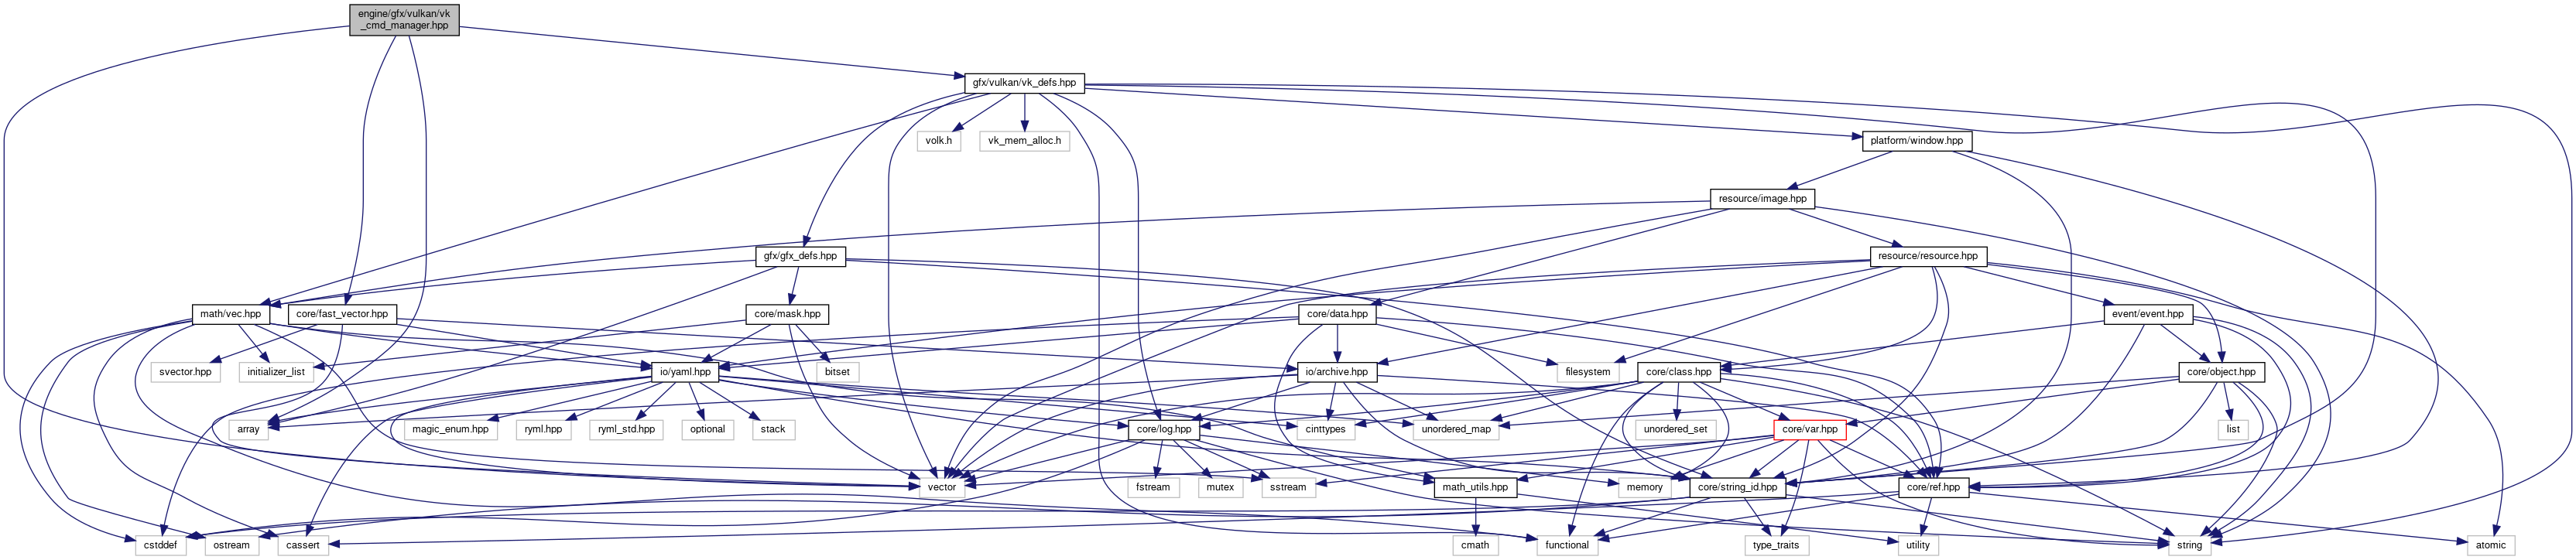 engine/gfx/vulkan/vk
_cmd_manager.hpp
gfx/vulkan/vk_defs.hpp
volk.h
vk_mem_alloc.h
platform/window.hpp
resource/image.hpp
gfx/gfx_defs.hpp
resource/resource.hpp
math/vec.hpp
core/fast_vector.hpp
core/mask.hpp
core/data.hpp
event/event.hpp
svector.hpp
initializer_list
io/yaml.hpp
bitset
io/archive.hpp
filesystem
core/class.hpp
core/object.hpp
array
magic_enum.hpp
ryml.hpp
ryml_std.hpp
optional
stack
core/log.hpp
cinttypes
unordered_map
unordered_set
core/var.hpp
list
vector
fstream
mutex
sstream
math_utils.hpp
memory
core/string_id.hpp
core/ref.hpp
cstddef
ostream
cassert
cmath
functional
type_traits
utility
atomic
string